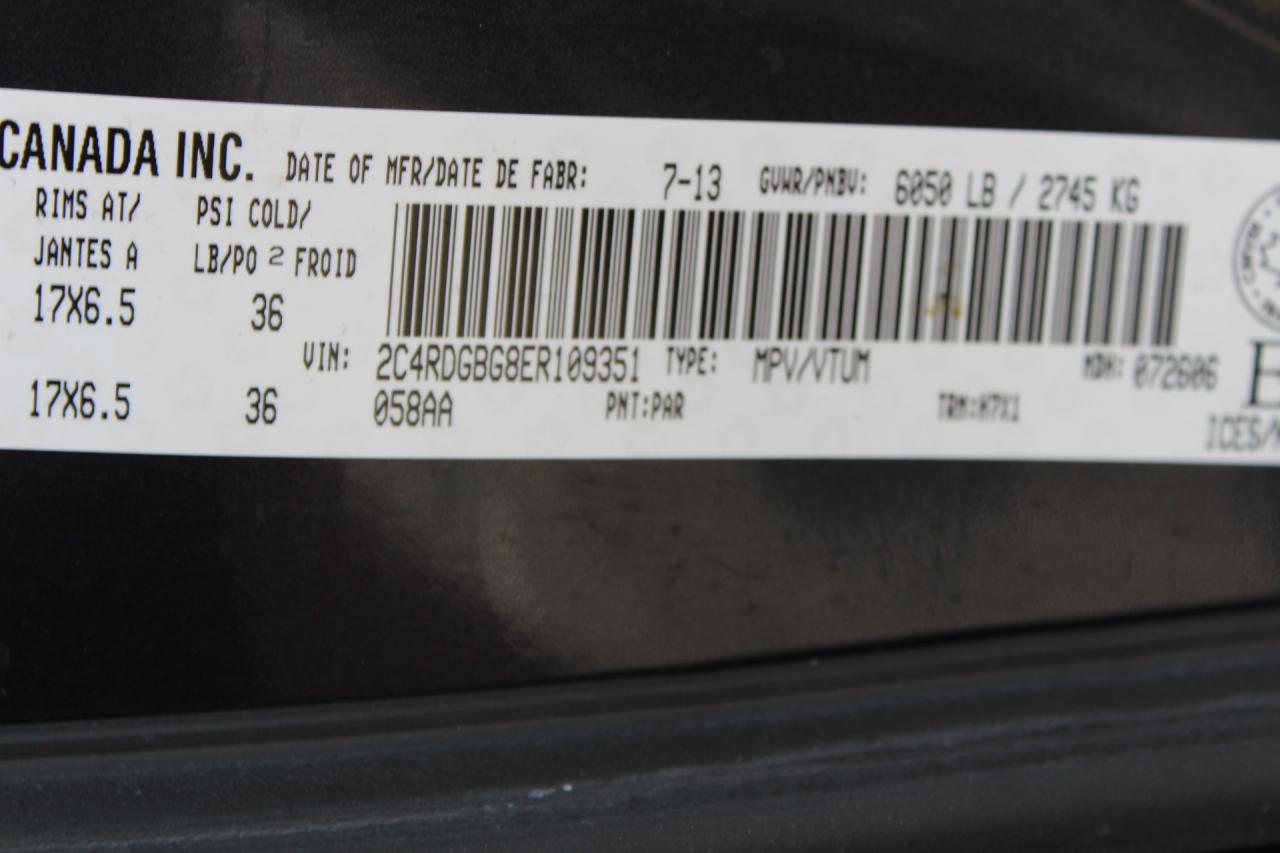 CANADA INC. DATE OF MFR/DATE DE FABR: 7-13 GVWR/PNBV: 6050 LB / 2745 KG
RIMS AT/ PSI COLD/
JANTES A LB/PO 2 FROID
17X6.5 36
VIN: 2C4RDGBG8ER109351 TYPE: MPV/VTUM MDH: 072606
17X6.5 36 058AA PNT:PAR TRM:H7X1
ICES/